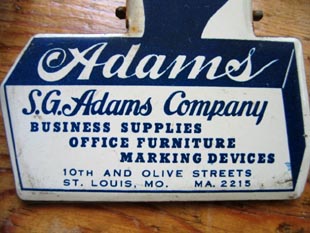 Adams
S.G. Adams Company
BUSINESS SUPPLIES
OFFICE FURNITURE
MARKING DEVICES
10TH AND OLIVE STREETS
ST. LOUIS, MO. MA. 2215